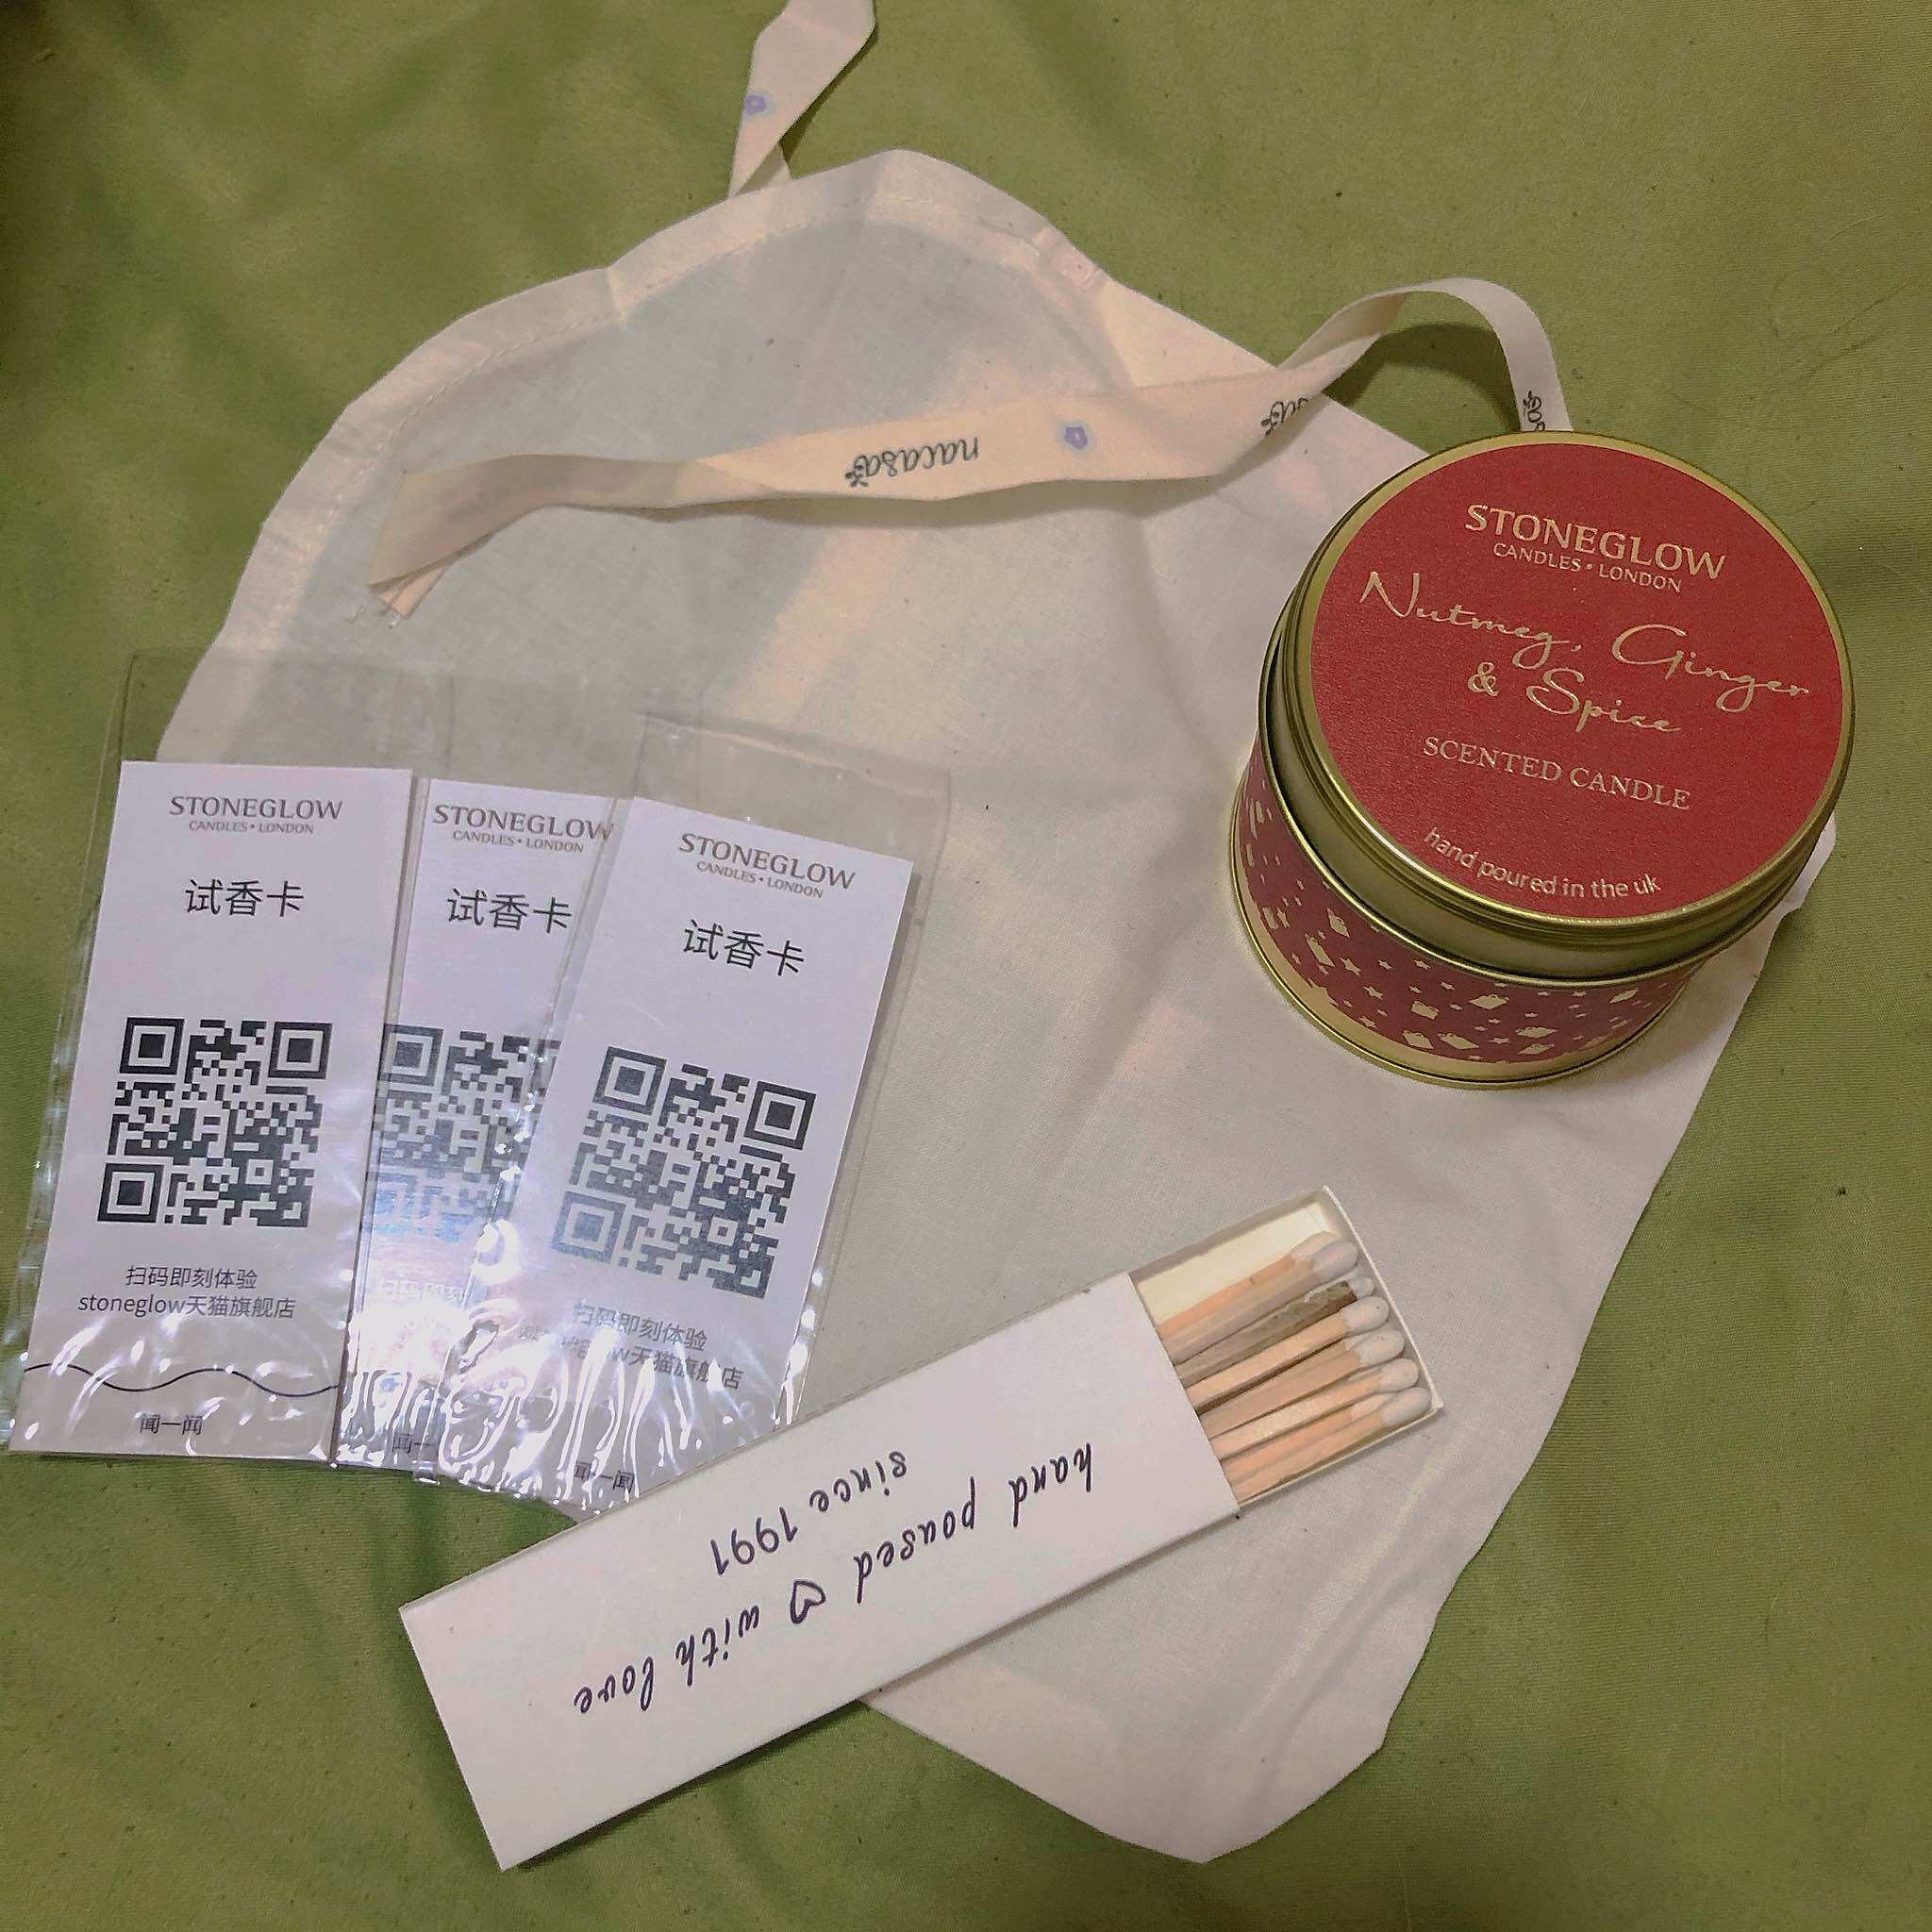 nacasa
STONEGLOW
CANDLES • LONDON
Nutmeg, Ginger
& Spice
SCENTED CANDLE
hand poured in the uk
STONEGLOW
CANDLES • LONDON
试香卡
扫码即刻体验
stoneglow天猫旗舰店
闻一闻
STONEGLOW
CANDLES • LONDON
试香卡
闻一
STONEGLOW
CANDLES • LONDON
试香卡
扫码即刻体验
天猫旗舰店
闻一闻
hand poused ♡ with love
since 1991